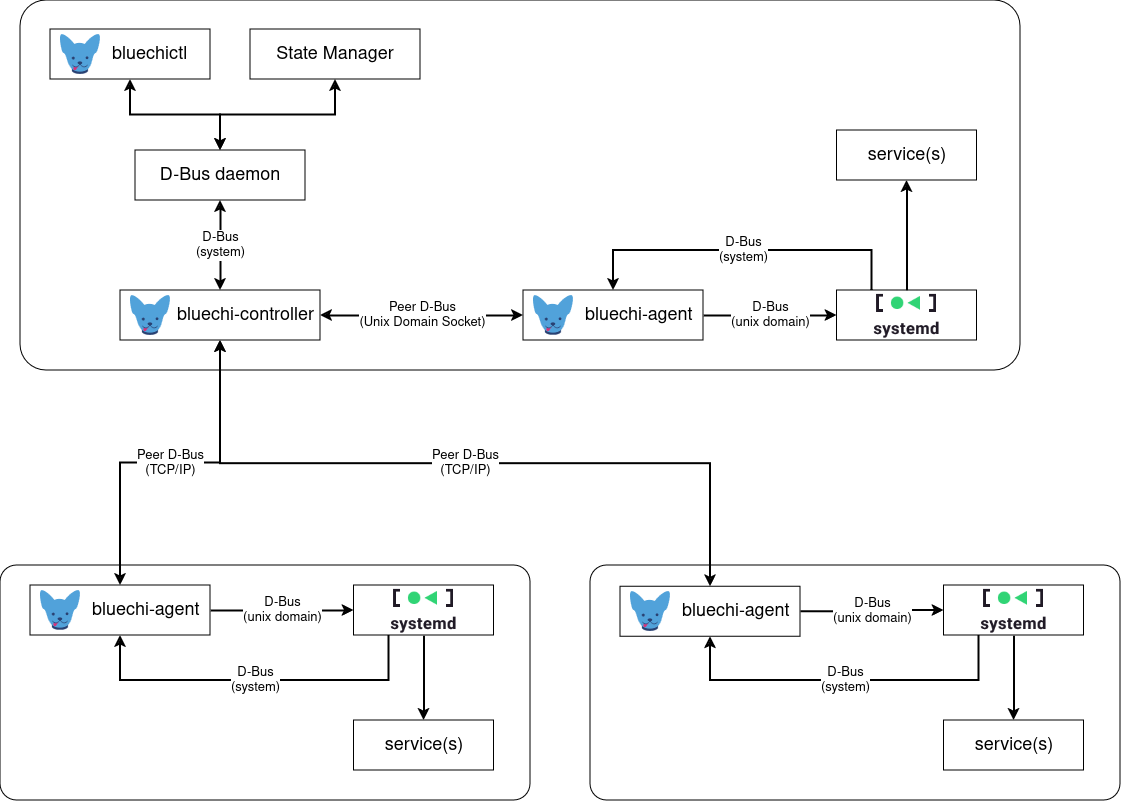 bluechictl
State Manager
D-Bus daemon
service(s)
D-Bus
(system)
D-Bus
(system)
bluechi-controller
Peer D-Bus
(Unix Domain Socket)
bluechi-agent
D-Bus
(unix domain)
systemd
Peer D-Bus
(TCP/IP)
Peer D-Bus
(TCP/IP)
bluechi-agent
D-Bus
(unix domain)
systemd
D-Bus
(system)
service(s)
bluechi-agent
D-Bus
(unix domain)
systemd
D-Bus
(system)
service(s)